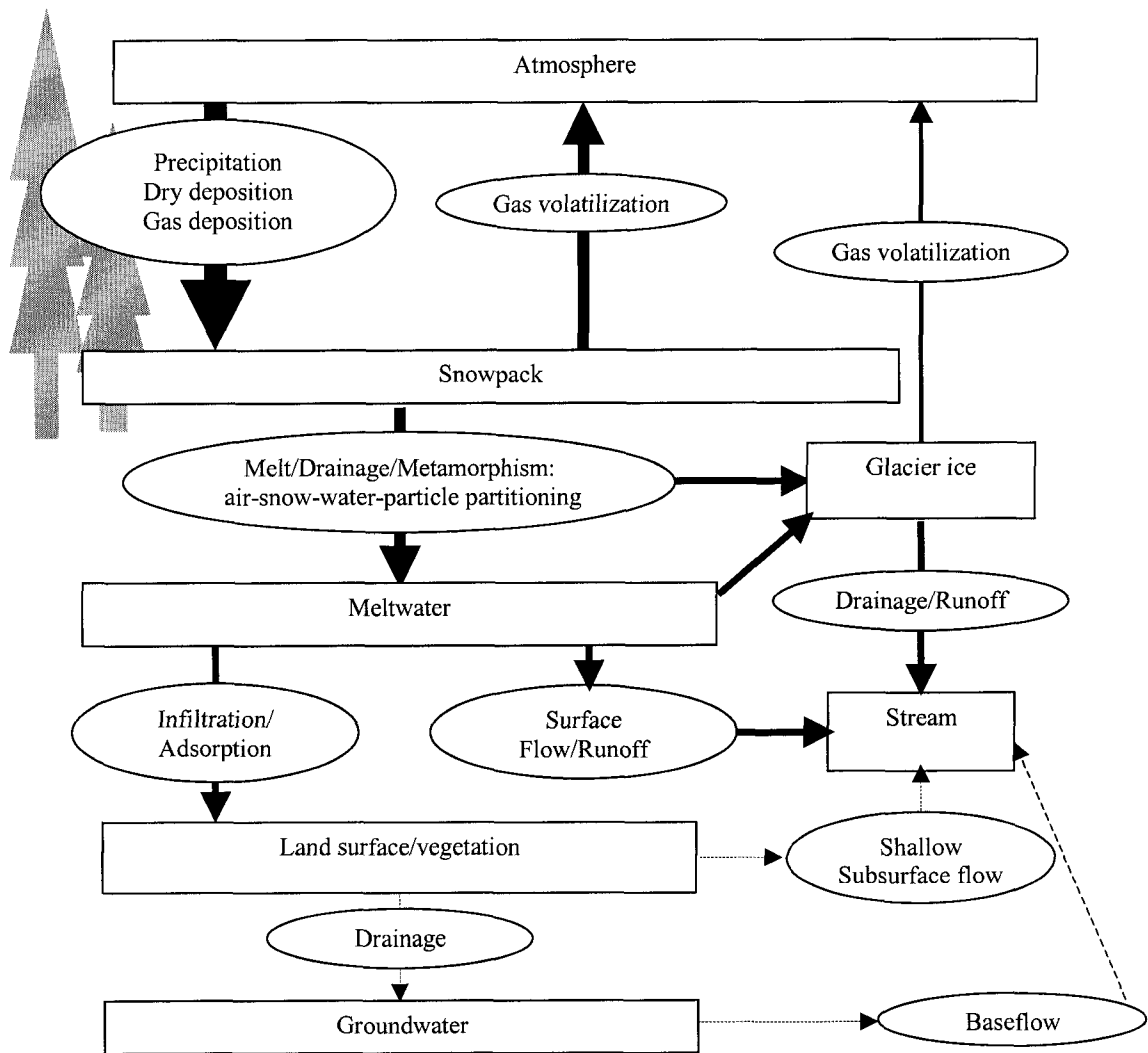 Atmosphere
Precipitation
Dry deposition
Gas deposition
Gas volatilization
Gas volatilization
Snowpack
Melt/Drainage/Metamorphism:
air-snow-water-particle partitioning
Glacier ice
Meltwater
Drainage/Runoff
Infiltration/
Adsorption
Surface
Flow/Runoff
Stream
Land surface/vegetation
Shallow
Subsurface flow
Drainage
Groundwater
Baseflow